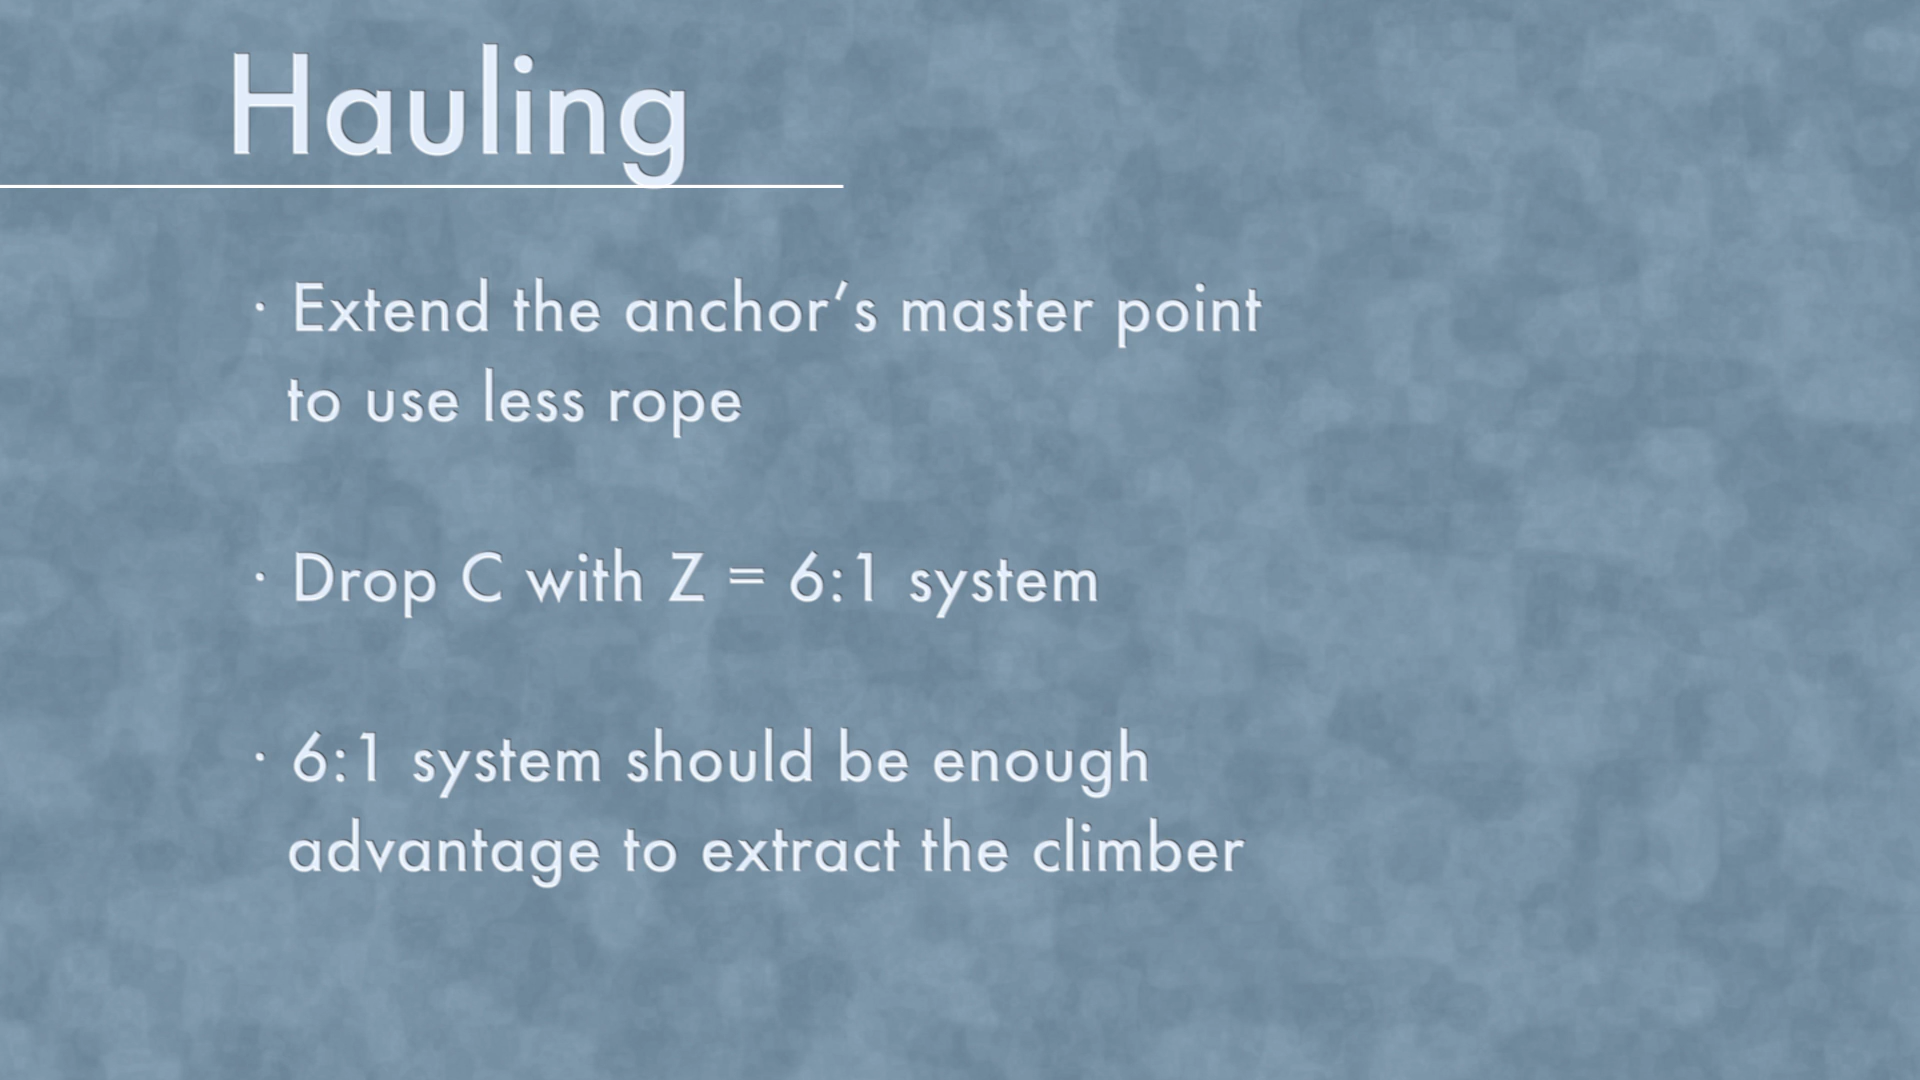 Hauling
· Extend the anchor’s master point
to use less rope
· Drop C with Z = 6:1 system
· 6:1 system should be enough
advantage to extract the climber